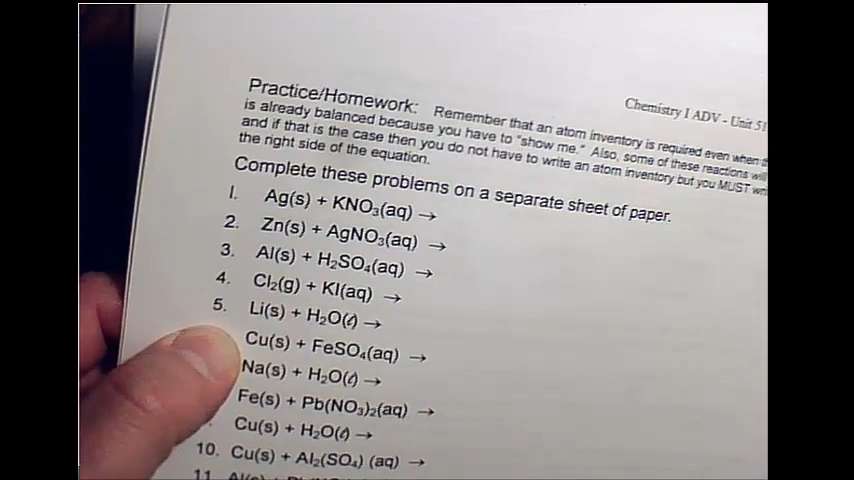 Chemistry I ADV - Unit 51
Practice/Homework: Remember that an atom inventory is required even when
is already balanced because you have to "show me." Also, some of these reactions will
and if that is the case then you do not have to write an atom inventory but you MUST
the right side of the equation.
Complete these problems on a separate sheet of paper.
1. Ag(s) + KNO₃(aq) →
2. Zn(s) + AgNO₃(aq) →
3. Al(s) + H₂SO₄(aq) →
4. Cl₂(g) + KI(aq) →
5. Li(s) + H₂O(ℓ) →
Cu(s) + FeSO₄(aq) →
Na(s) + H₂O(ℓ) →
Fe(s) + Pb(NO₃)₂(aq) →
Cu(s) + H₂O(ℓ) →
10. Cu(s) + Al₂(SO₄) (aq) →
11.